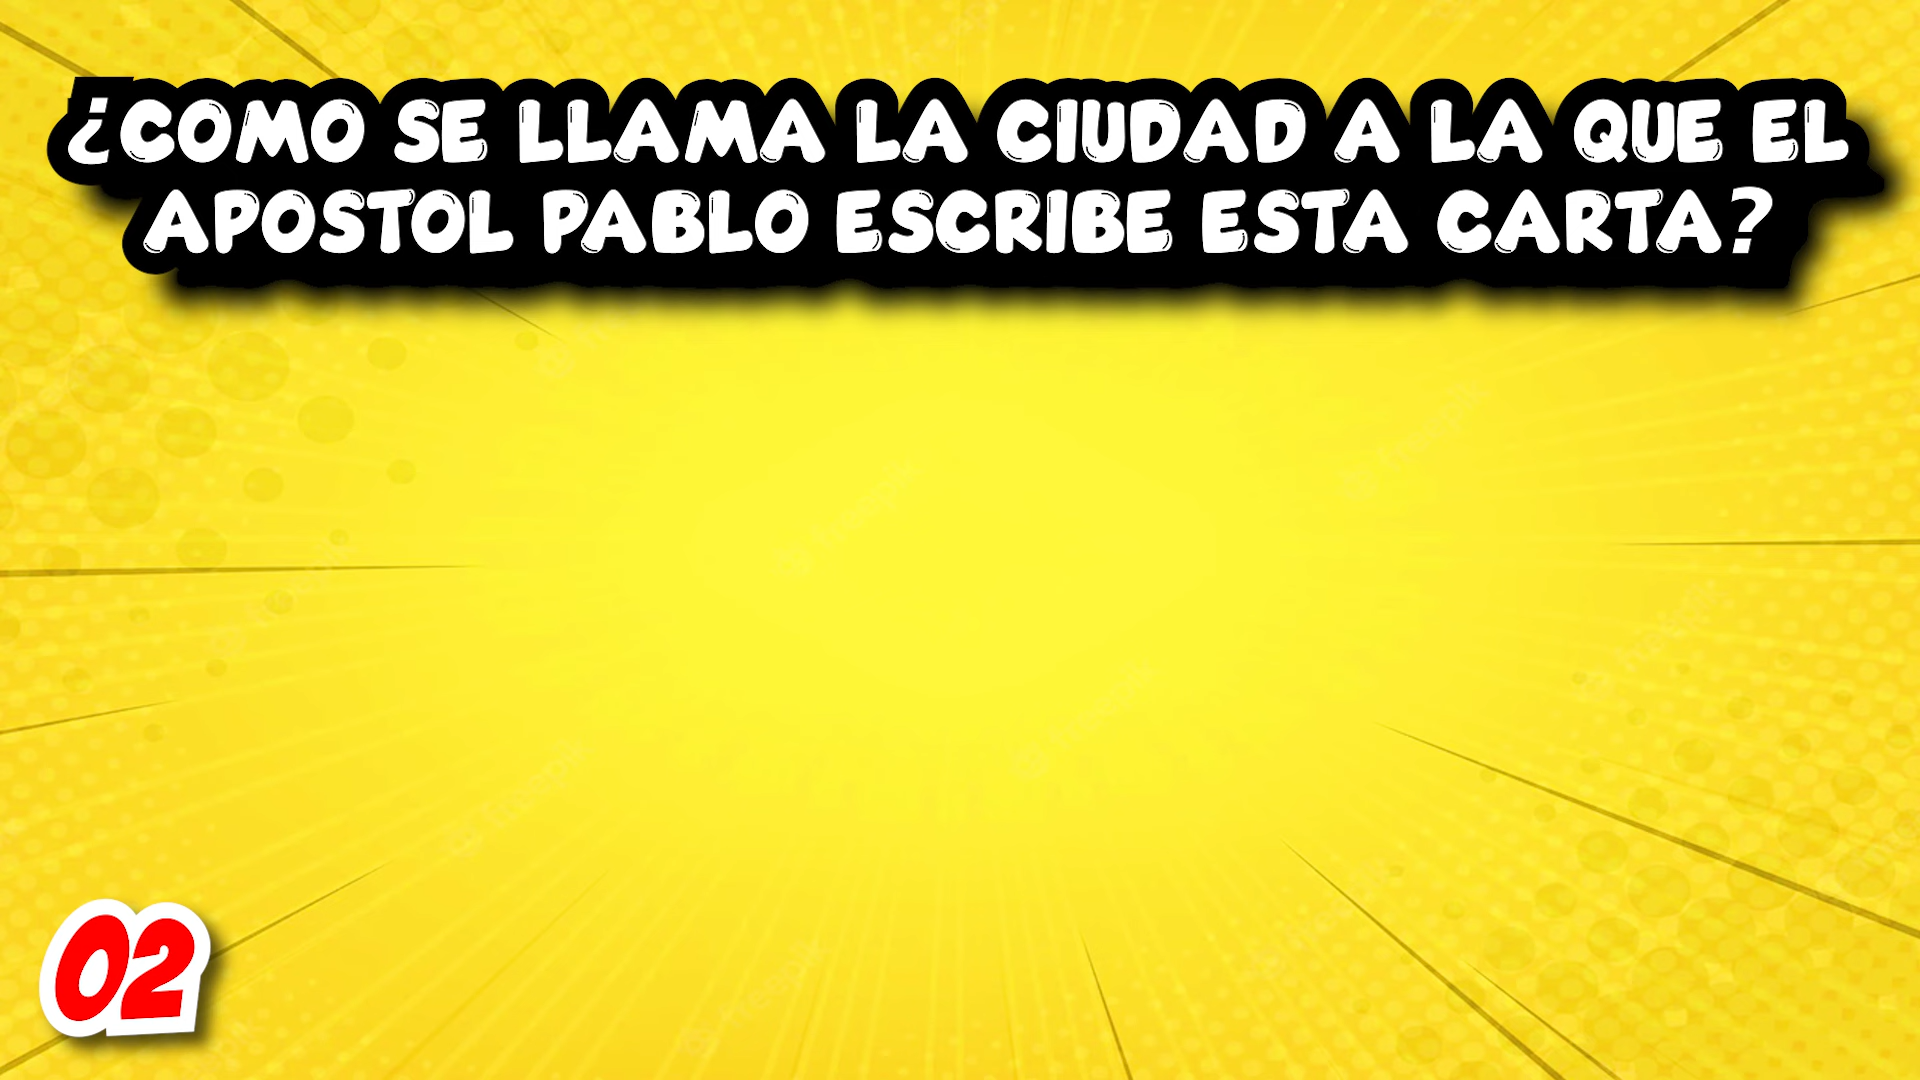 ¿COMO SE LLAMA LA CIUDAD A LA QUE EL
APOSTOL PABLO ESCRIBE ESTA CARTA?
02